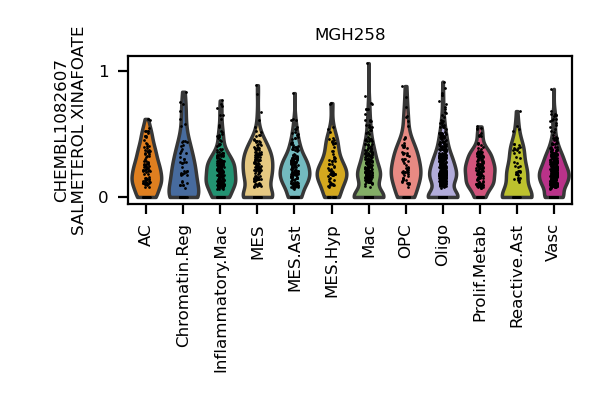 MGH258
CHEMBL1082607
SALMETEROL XINAFOATE
1
0
AC
Chromatin.Reg
Inflammatory.Mac
MES
MES.Ast
MES.Hyp
Mac
OPC
Oligo
Prolif.Metab
Reactive.Ast
Vasc